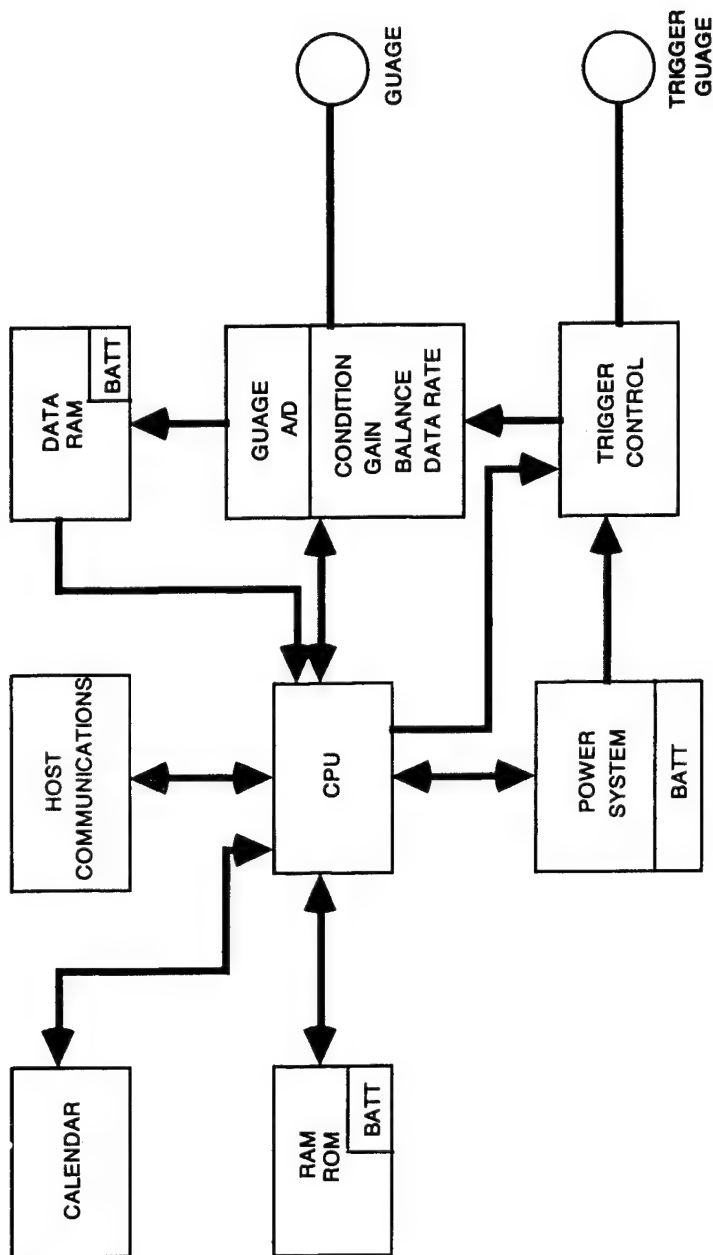 CALENDAR
HOST
COMMUNICATIONS
DATA
RAM
BATT
RAM
ROM
BATT
CPU
GUAGE
A/D
CONDITION
GAIN
BALANCE
DATA RATE
GUAGE
POWER
SYSTEM
BATT
TRIGGER
CONTROL
TRIGGER
GUAGE